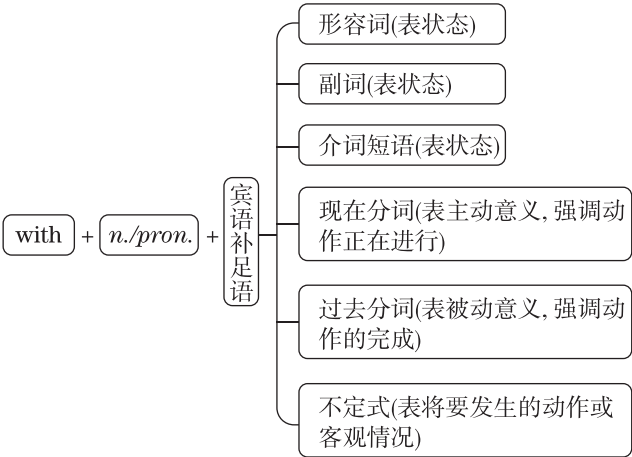 形容词(表状态)
副词(表状态)
介词短语(表状态)
with + n./pron. + 宾语补足语
现在分词(表主动意义, 强调动
作正在进行)
过去分词(表被动意义, 强调动
作的完成)
不定式(表将要发生的动作或
客观情况)